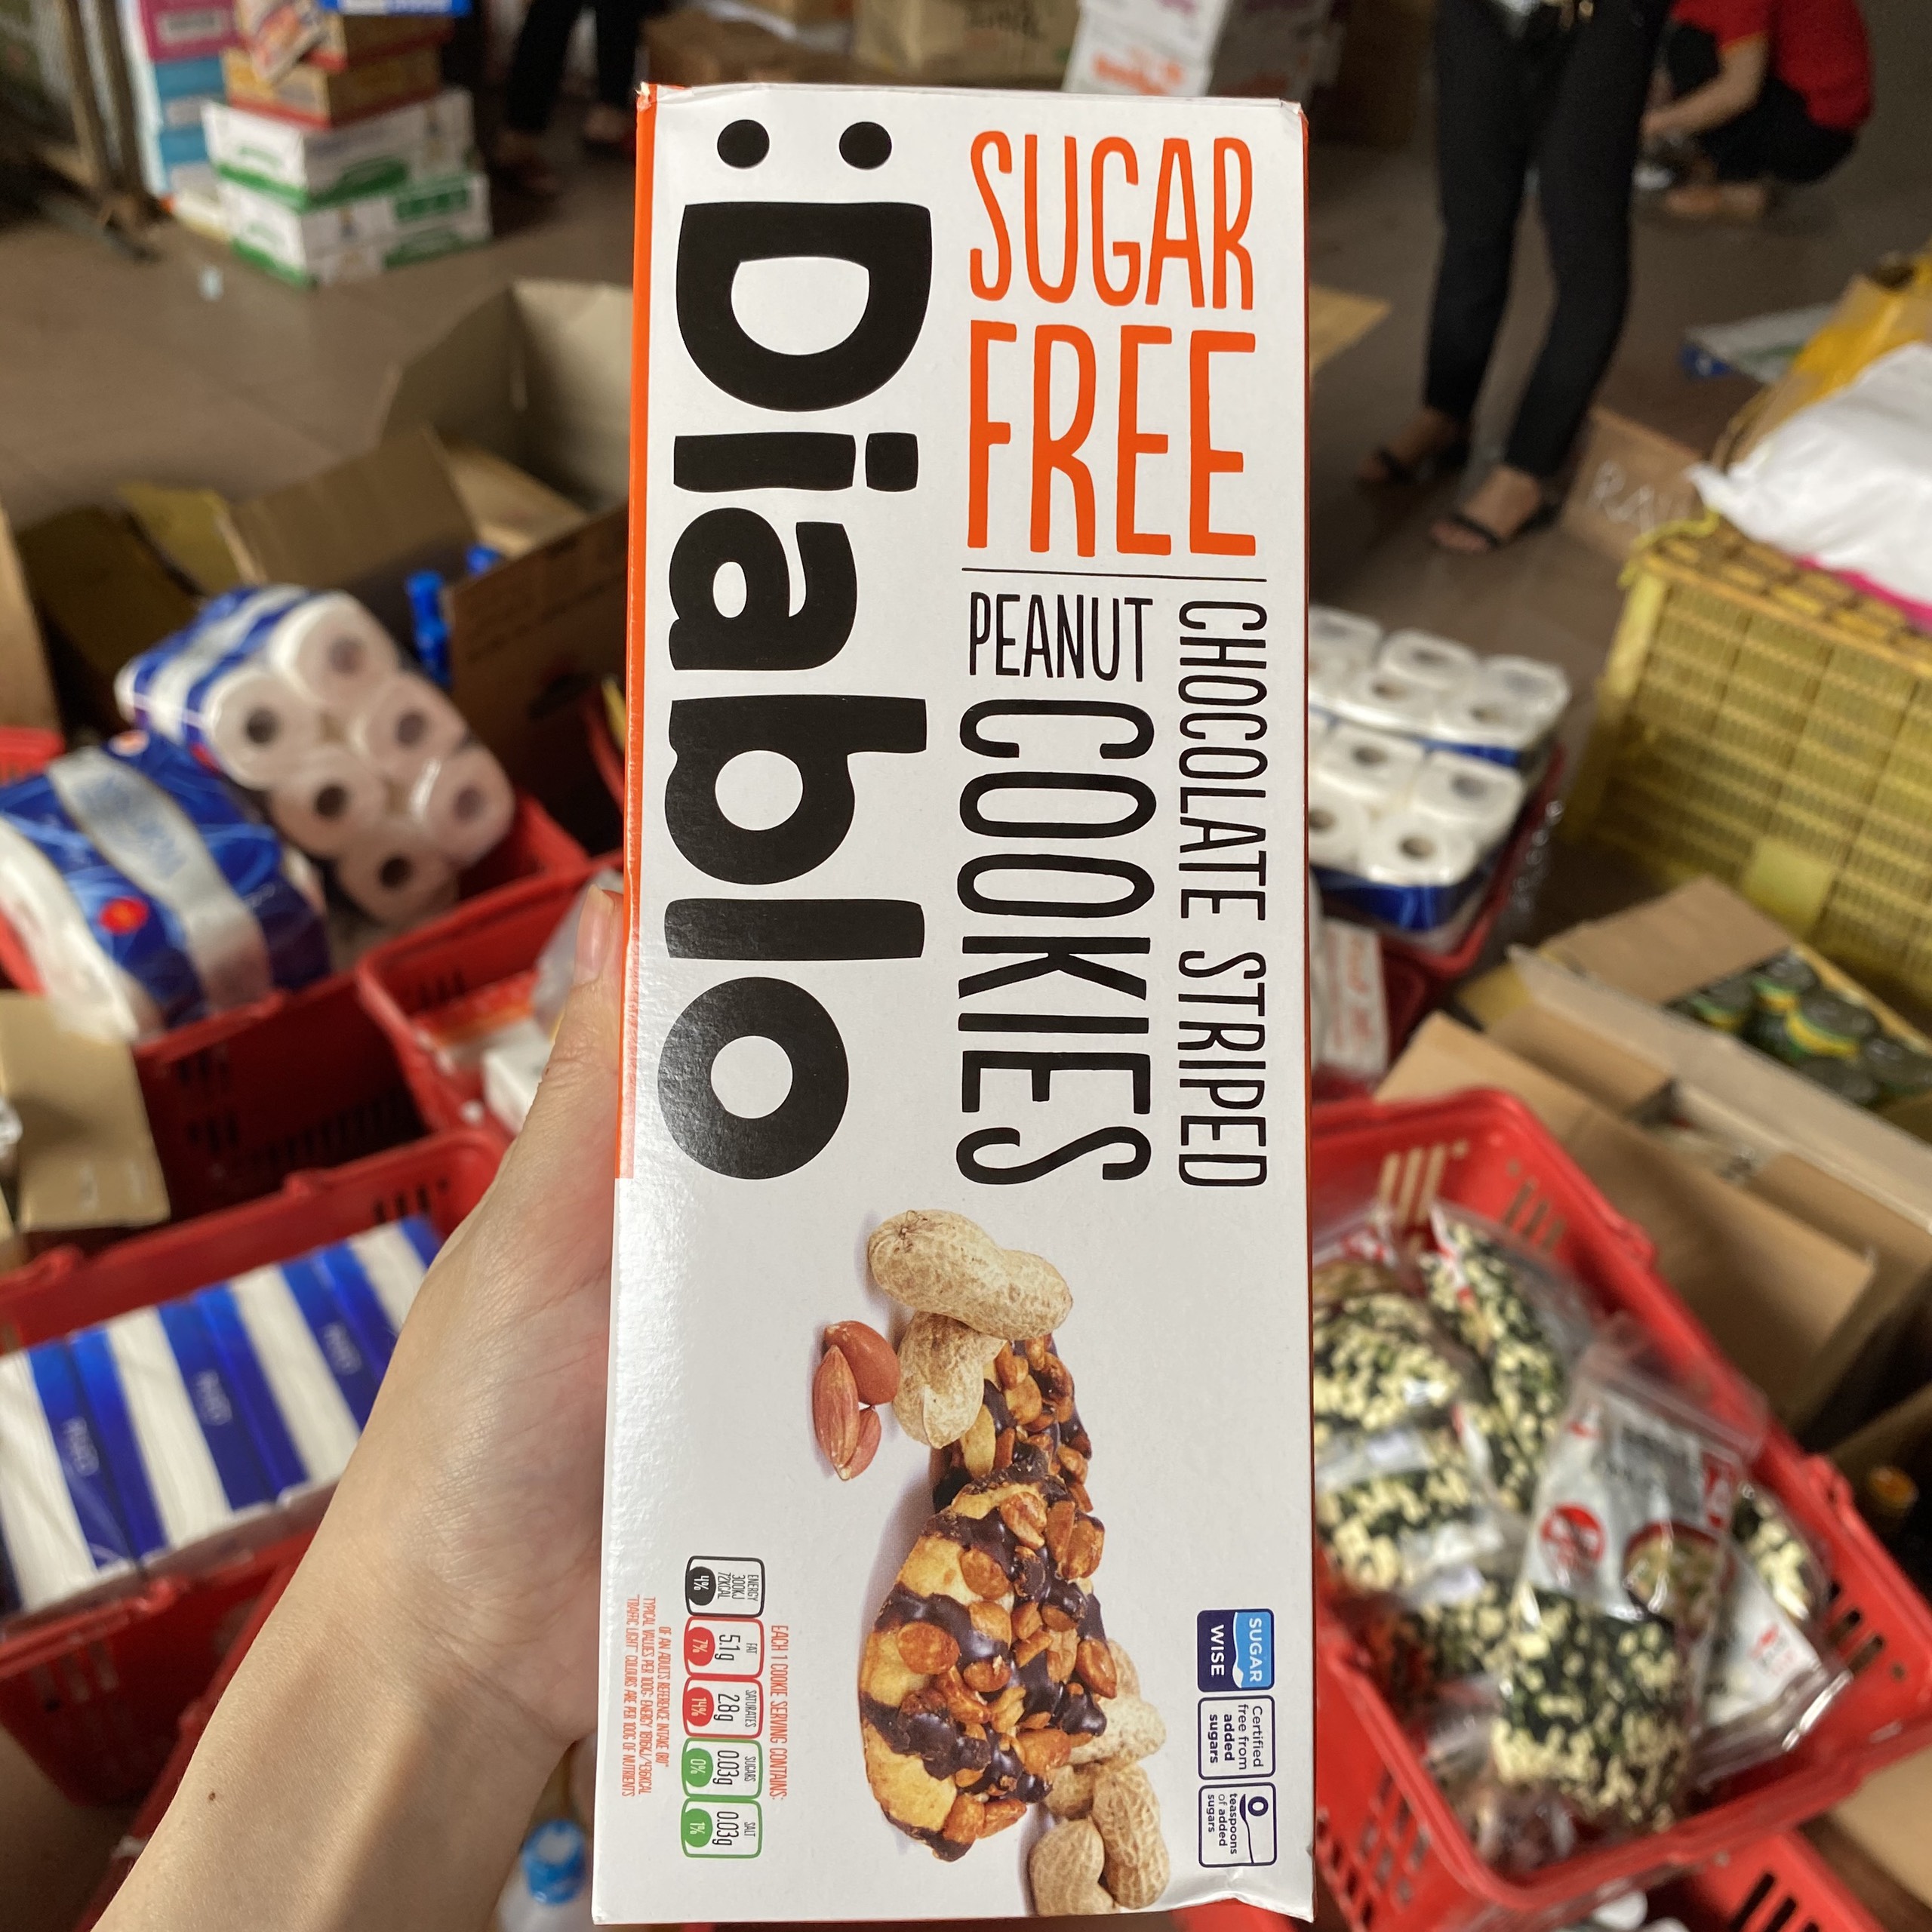 :Diablo
SUGAR
FREE
CHOCOLATE STRIPED
PEANUT COOKIES
SUGAR
WISE
Certified
free from
added
sugars
0
teaspoons
of added
sugars
EACH 1 COOKIE SERVING CONTAINS:
ENERGY
300KJ
72KCAL
4%
FAT
5.1g
7%
SATURATES
2.8g
14%
SUGARS
0.03g
0%
SALT
0.03g
1%
OF AN ADULTS REFERENCE INTAKE (RI)*
TYPICAL VALUES PER 100G: ENERGY 1816KJ/436KCAL
"TRAFFIC LIGHT" COLOURS ARE PER 100G OF NUTRIENTS